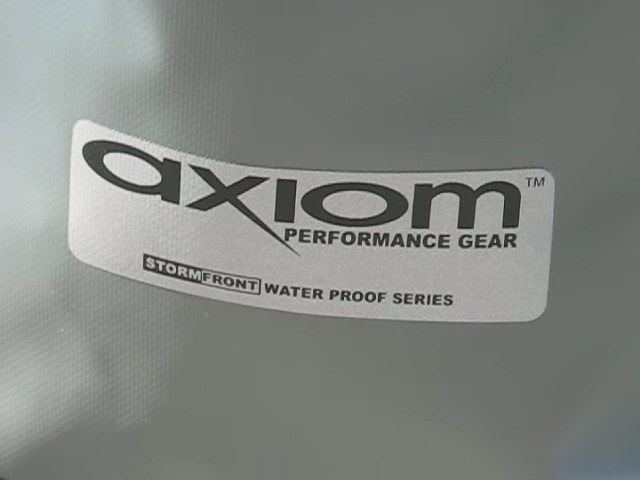 axiom™
PERFORMANCE GEAR
STORMFRONT WATER PROOF SERIES